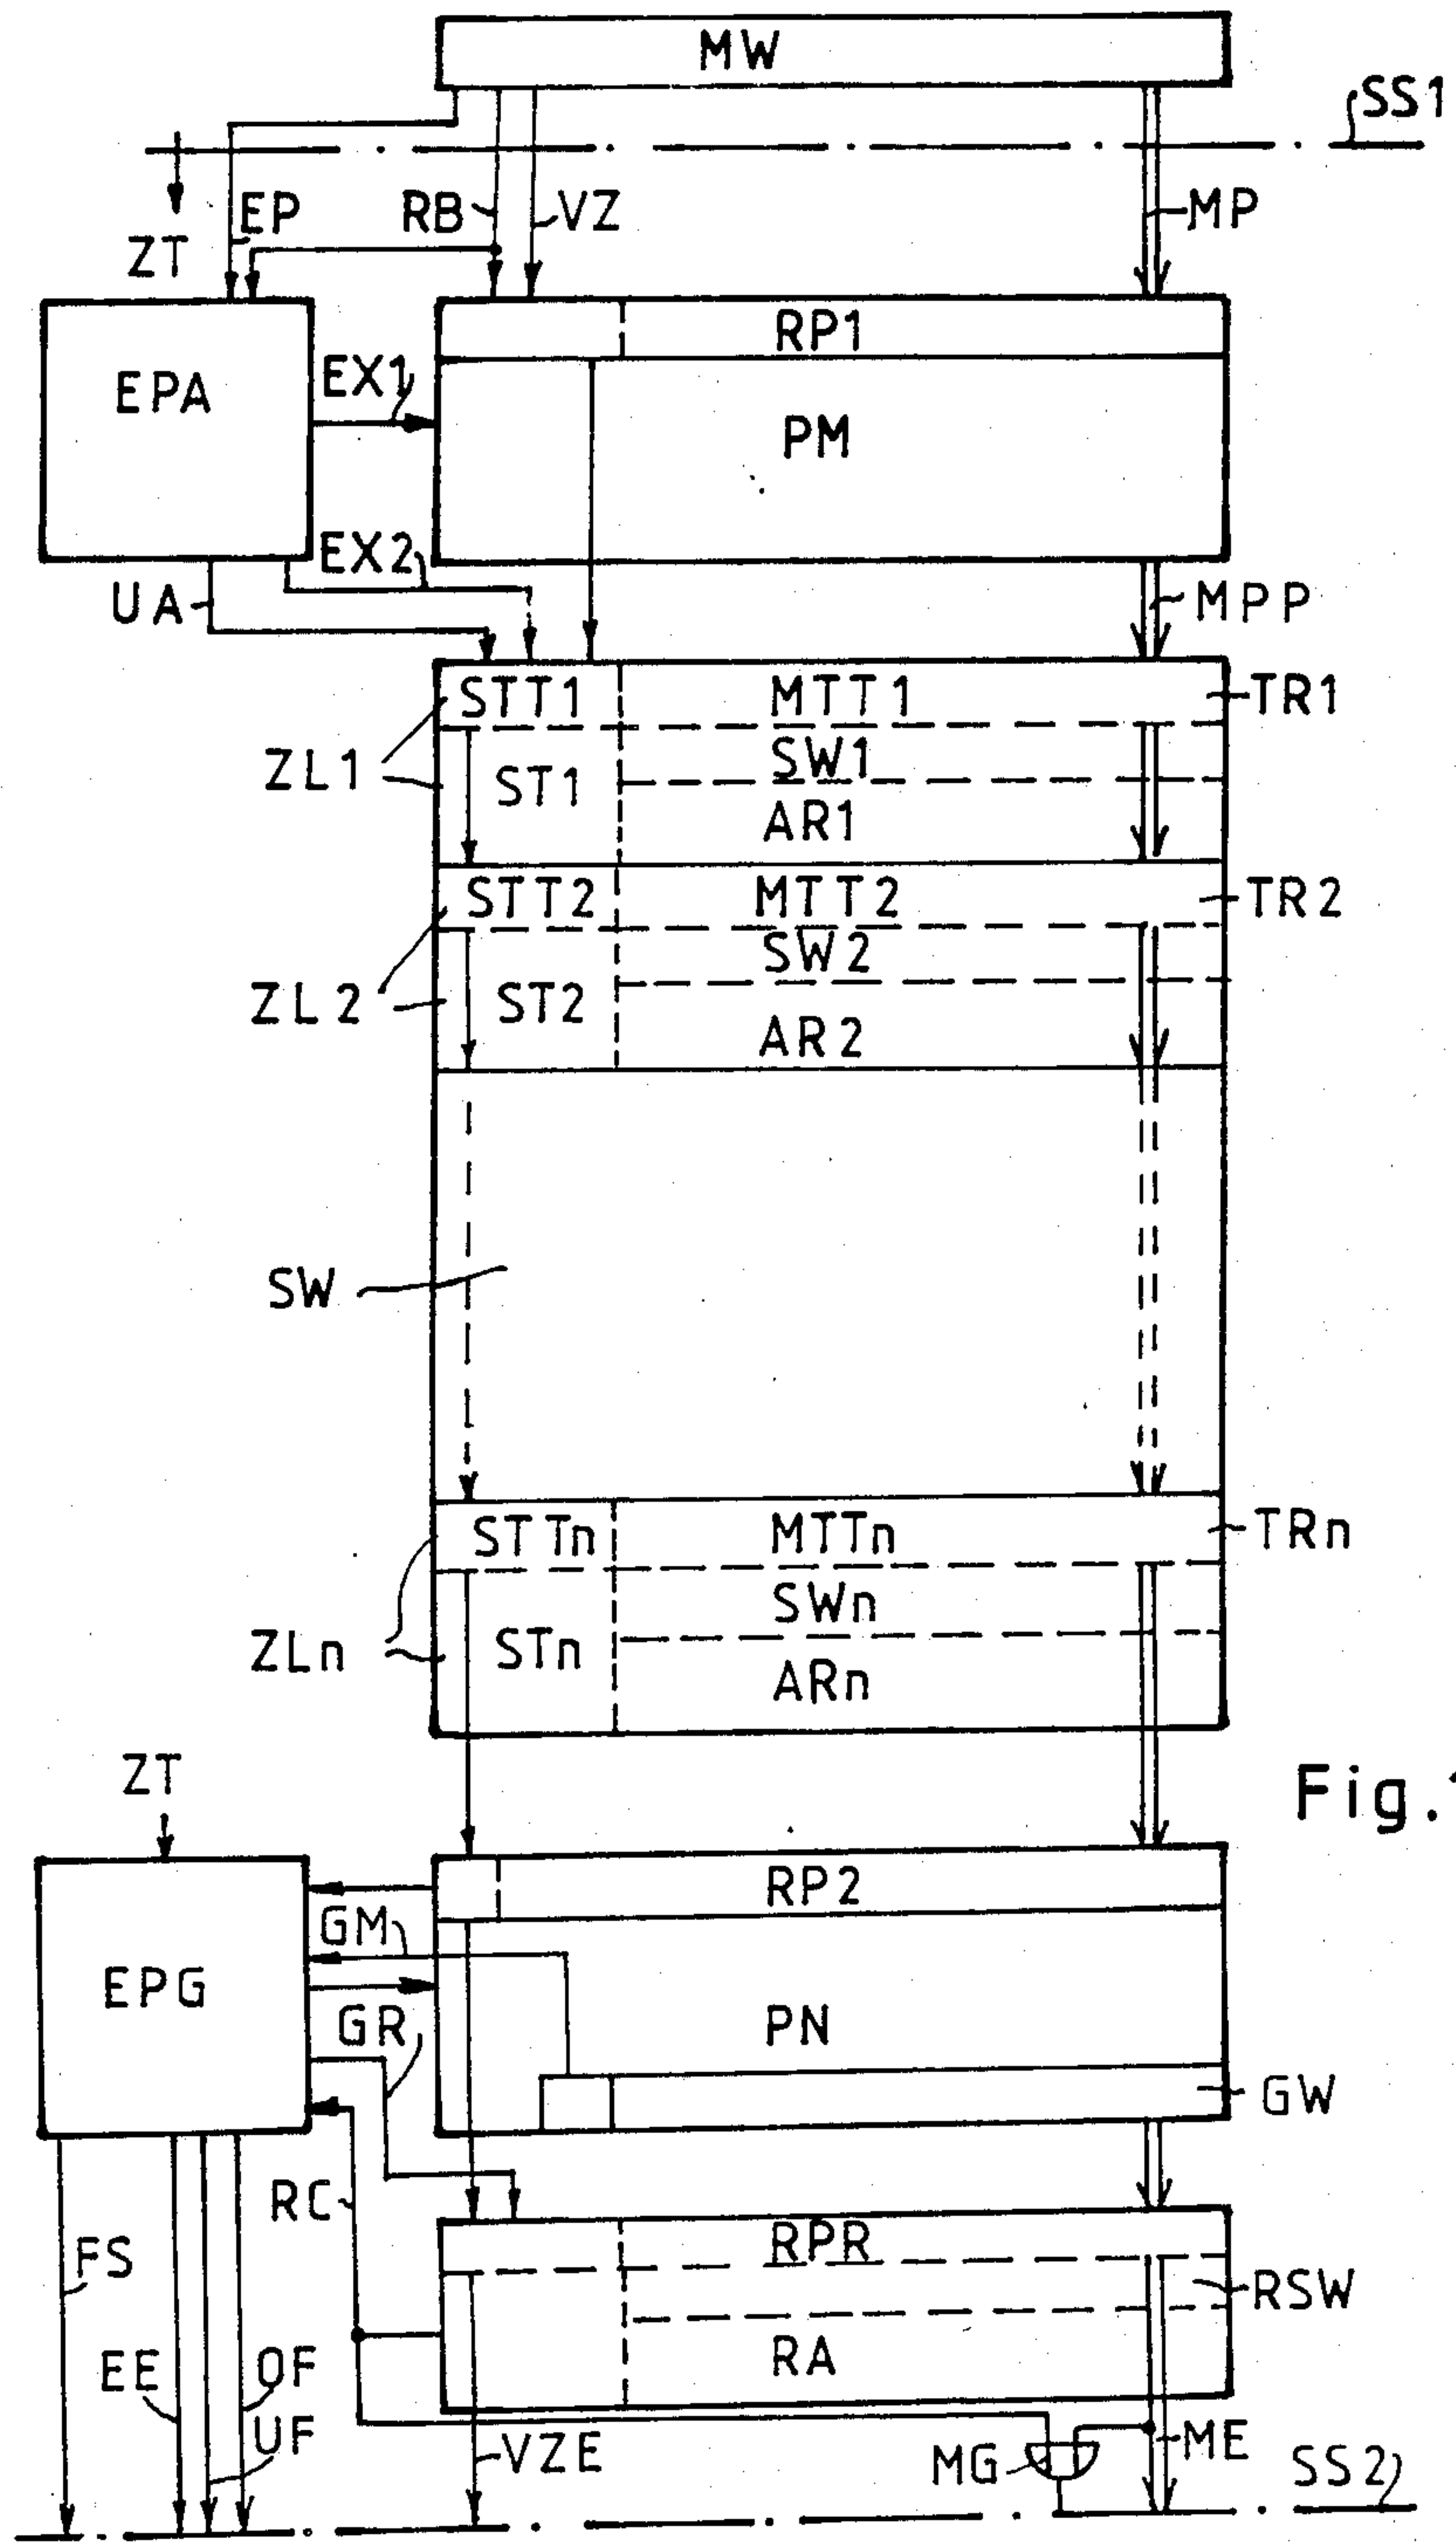 MW
SS1
EP
RB
VZ
MP
ZT
RP1
EPA
EX1
PM
EX2
UA
MPP
STT1
MTT1
TR1
ZL1
SW1
ST1
AR1
STT2
MTT2
TR2
SW2
ZL2
ST2
AR2
SW
STTn
MTTn
TRn
SWn
ZLn
STn
ARn
ZT
Fig.
RP2
GM
EPG
PN
GR
GW
RC
RPR
FS
RSW
EE
OF
RA
UF
VZE
MG
ME
SS2